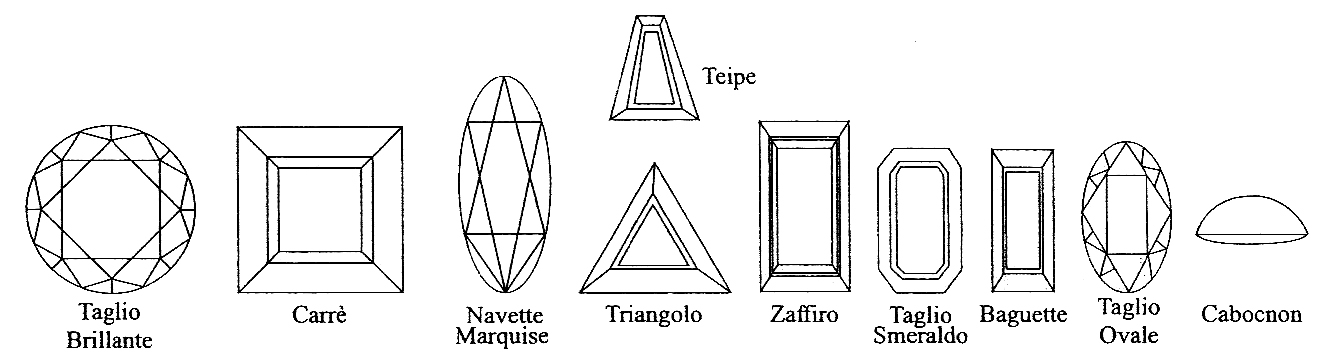 Teipe
Taglio
Brillante
Carrè
Navette
Marquise
Triangolo
Zaffiro
Taglio
Smeraldo
Baguette
Taglio
Ovale
Cabocnon